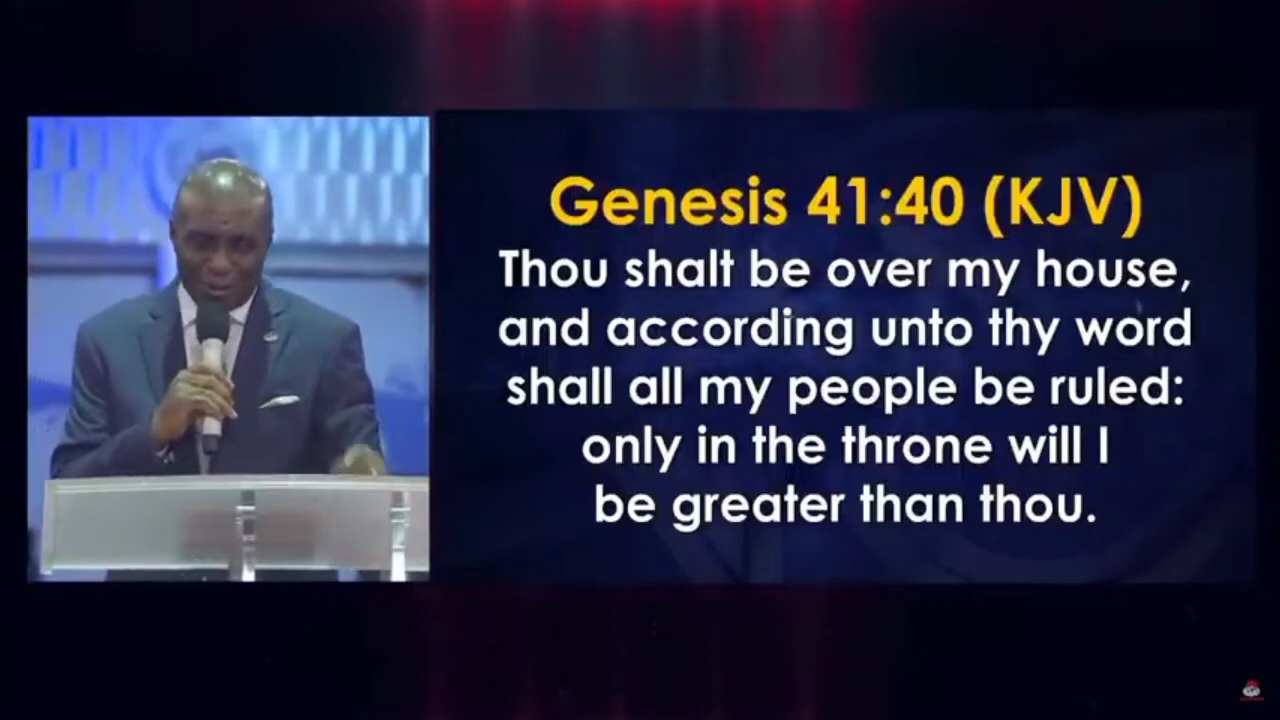 Genesis 41:40 (KJV)
Thou shalt be over my house,
and according unto thy word
shall all my people be ruled:
only in the throne will I
be greater than thou.